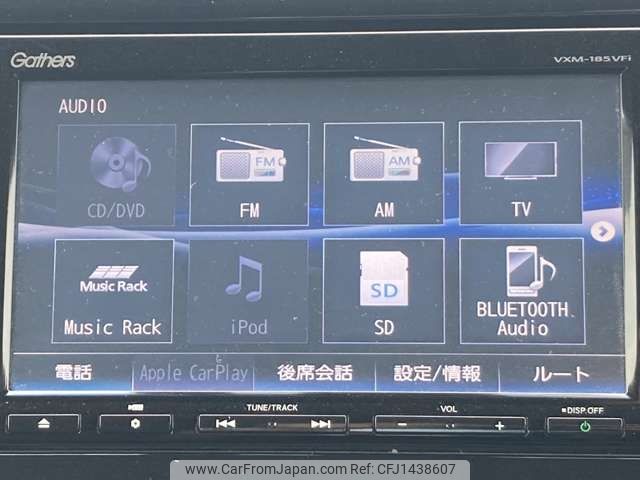 Gathers
VXM-185VFi
AUDIO
CD/DVD
FM
FM
AM
AM
TV
Music Rack
Music Rack
iPod
SD
SD
BLUETOOTH
Audio
電話
Apple CarPlay
後席会話
設定/情報
ルート
TUNE/TRACK
VOL
DISP.OFF
−
+
www.CarFromJapan.com CFJ1438607